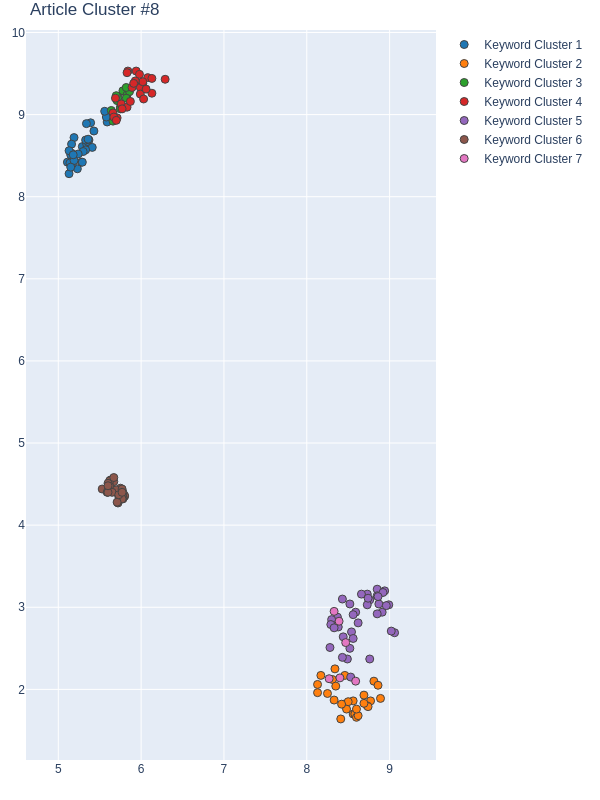 Article Cluster #8
10
9
8
7
6
5
4
3
2
5 6 7 8 9
Keyword Cluster 1
Keyword Cluster 2
Keyword Cluster 3
Keyword Cluster 4
Keyword Cluster 5
Keyword Cluster 6
Keyword Cluster 7